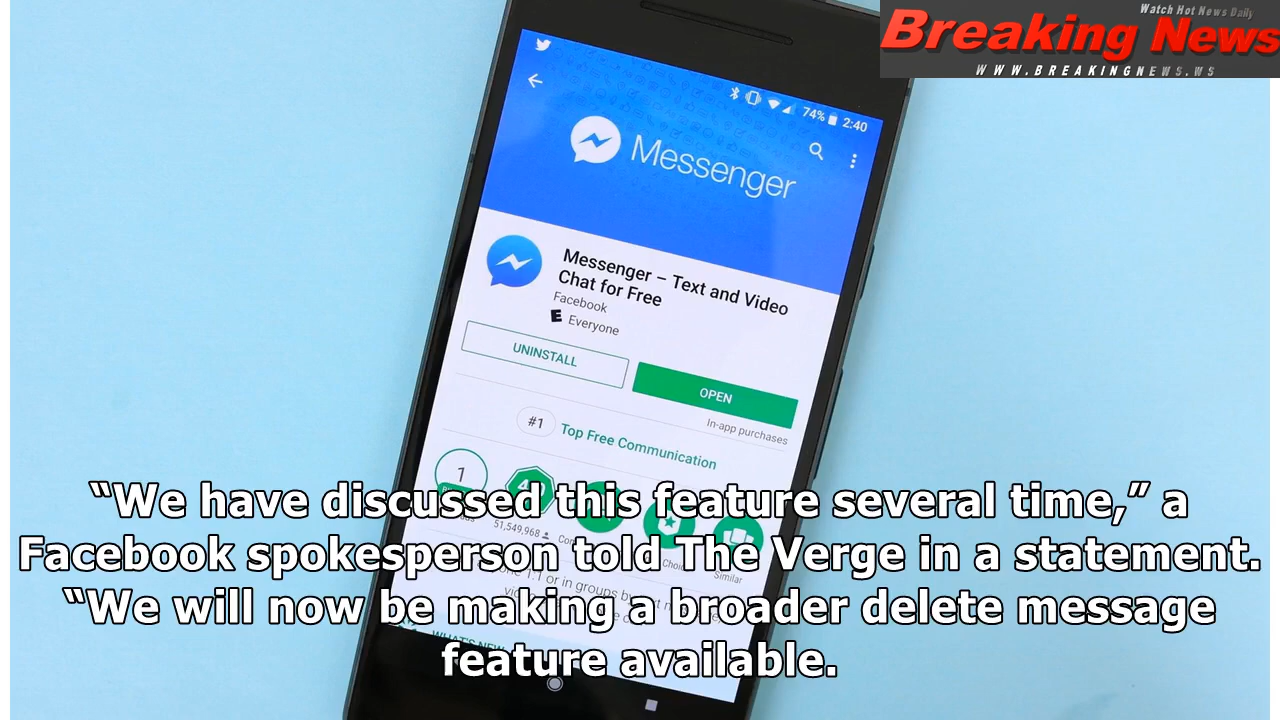 Watch Hot News Daily
Breaking News
WWW.BREAKINGNEWS.WS
74% 2:40
Messenger
Messenger – Text and Video
Chat for Free
Facebook
E Everyone
UNINSTALL
OPEN
In-app purchases
#1 Top Free Communication
1
51,549,968
Similar
WHAT'S NEW
“We have discussed this feature several time,” a
Facebook spokesperson told The Verge in a statement.
“We will now be making a broader delete message
feature available.